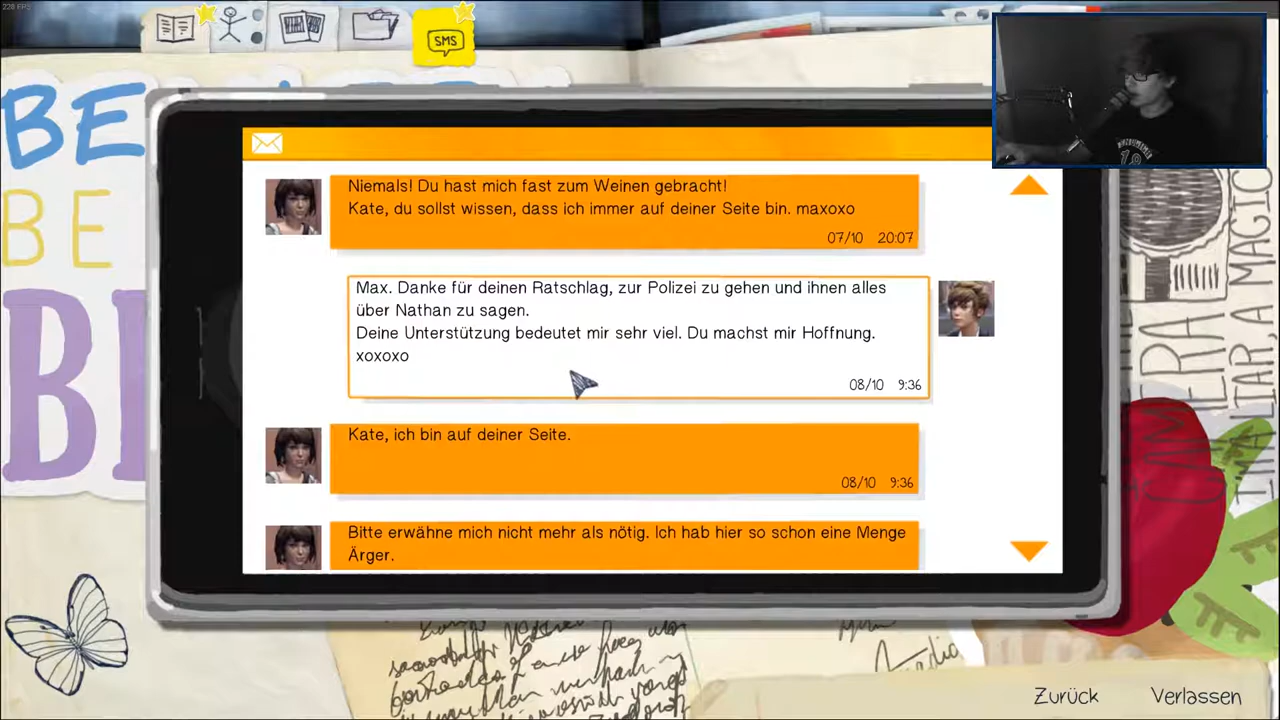 228 FPS
SMS
BE
BE
Niemals! Du hast mich fast zum Weinen gebracht!
Kate, du sollst wissen, dass ich immer auf deiner Seite bin. maxoxo
07/10 20:07
Max. Danke für deinen Ratschlag, zur Polizei zu gehen und ihnen alles
über Nathan zu sagen.
Deine Unterstützung bedeutet mir sehr viel. Du machst mir Hoffnung.
xoxoxo
08/10 9:36
Kate, ich bin auf deiner Seite.
08/10 9:36
Bitte erwähne mich nicht mehr als nötig. Ich hab hier so schon eine Menge
Ärger.
Zurück Verlassen